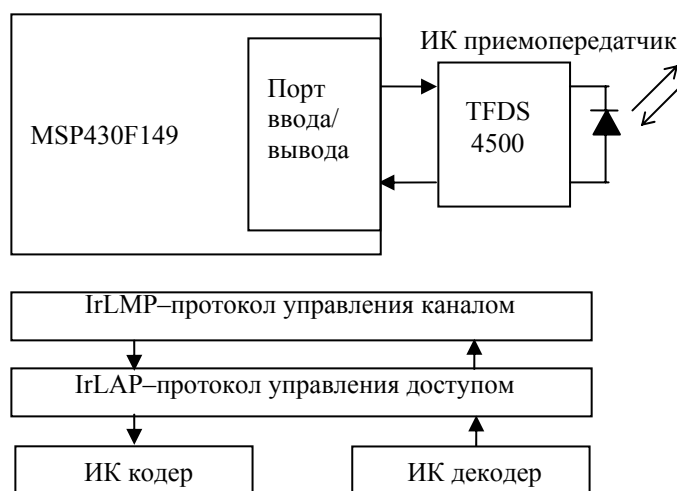 ИК приемопередатчик
MSP430F149
Порт
ввода/
вывода
TFDS
4500
IrLMP–протокол управления каналом
IrLAP–протокол управления доступом
ИК кодер
ИК декодер